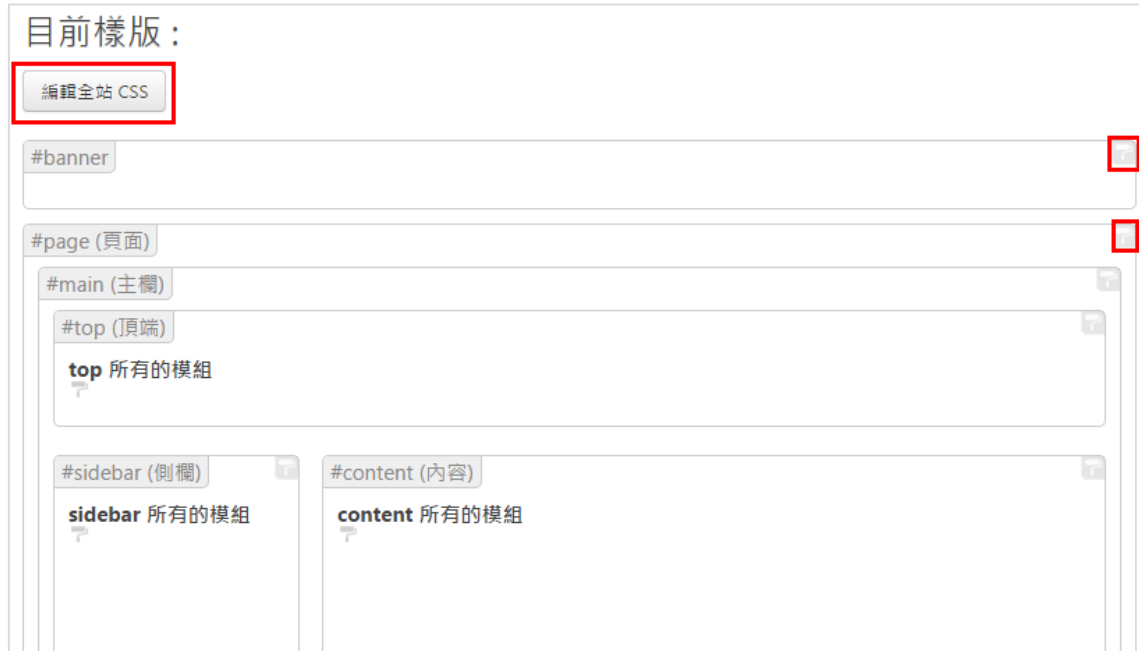 目前樣版 :
編輯全站 CSS
#banner
#page (頁面)
#main (主欄)
#top (頂端)
top 所有的模組
#sidebar (側欄)
#content (內容)
sidebar 所有的模組
content 所有的模組